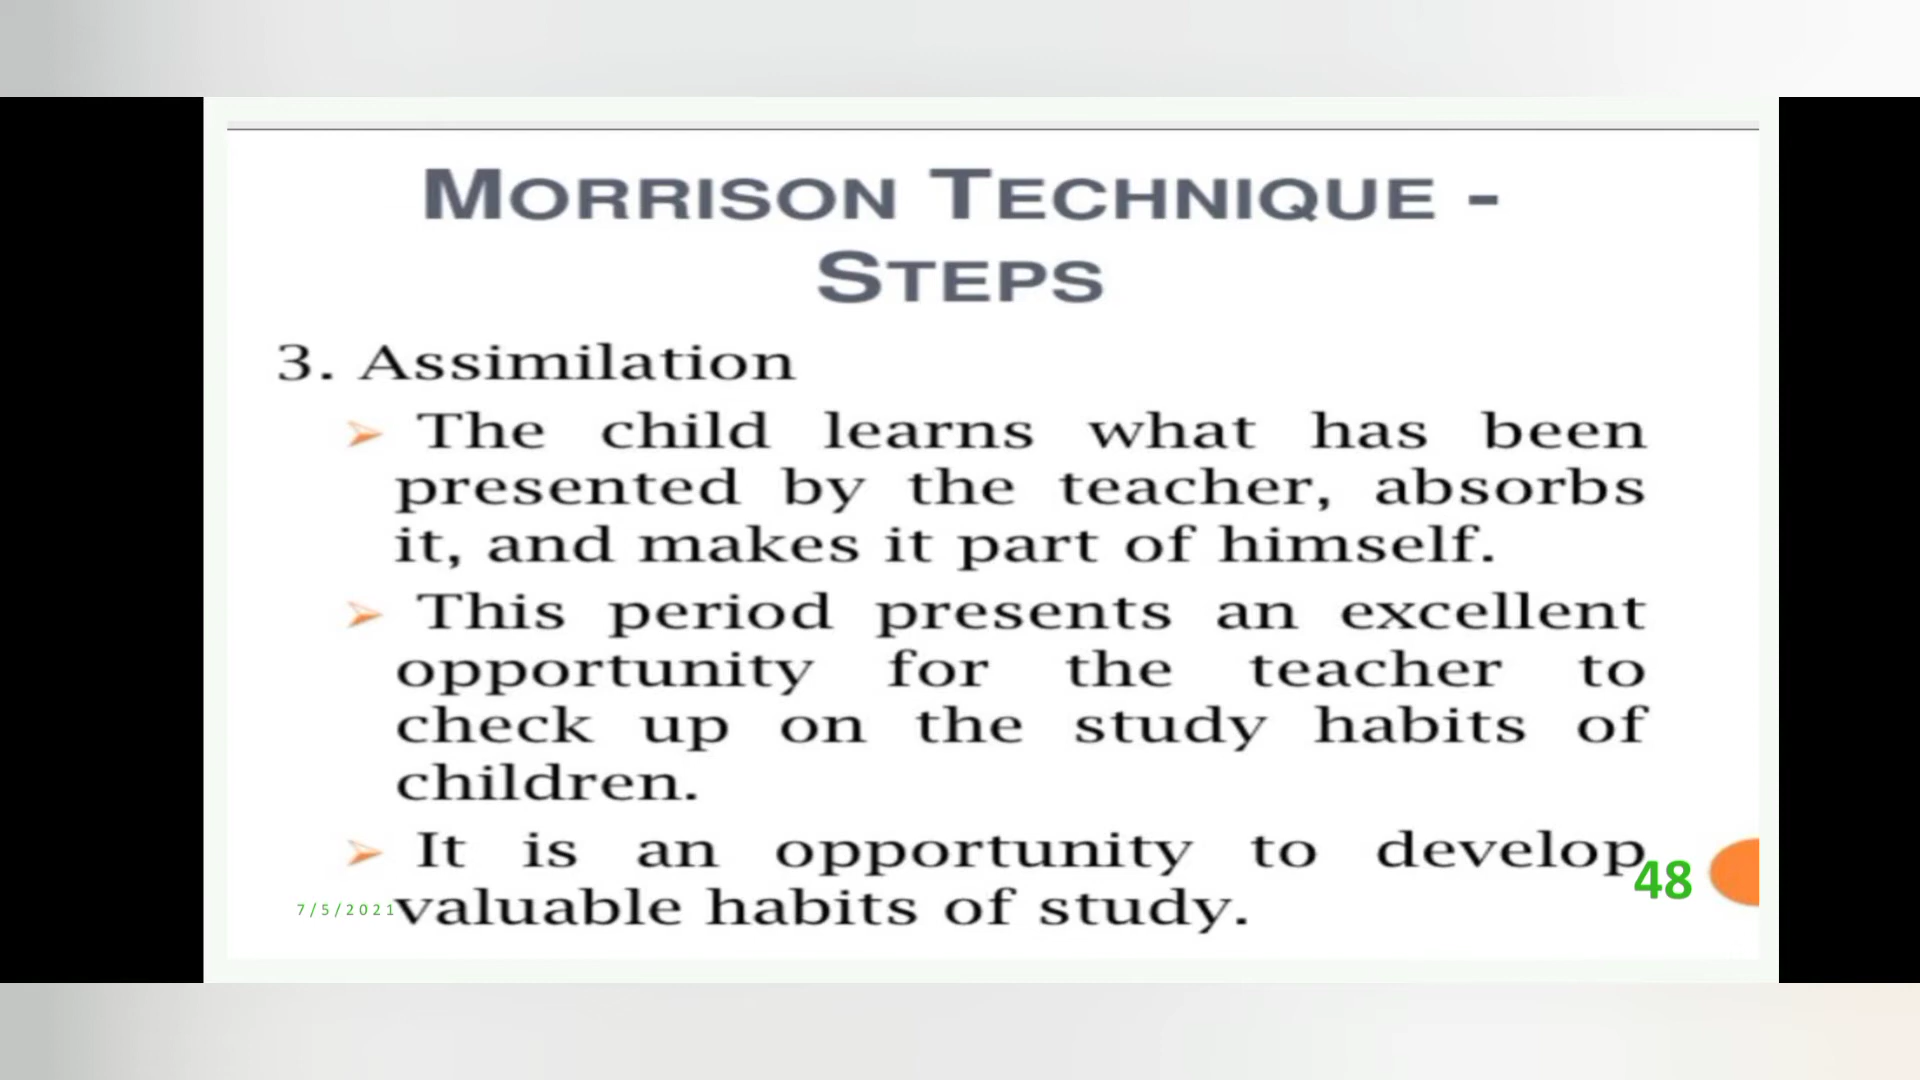 MORRISON TECHNIQUE -
STEPS
3. Assimilation
➢ The child learns what has been
presented by the teacher, absorbs
it, and makes it part of himself.
➢ This period presents an excellent
opportunity for the teacher to
check up on the study habits of
children.
➢ It is an opportunity to develop
valuable habits of study.
48
7/5/2021